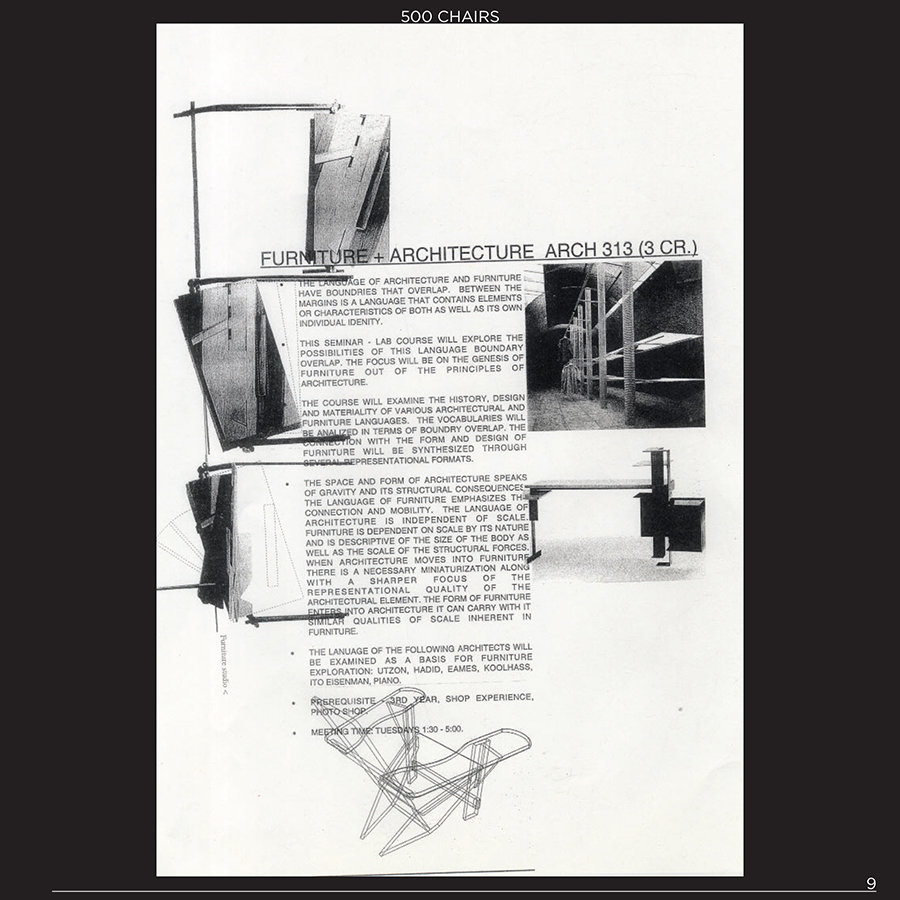 500 CHAIRS
FURNITURE + ARCHITECTURE ARCH 313 (3 CR.)
• THE LANGUAGE OF ARCHITECTURE AND FURNITURE
HAVE BOUNDRIES THAT OVERLAP. BETWEEN THE
MARGINS IS A LANGUAGE THAT CONTAINS ELEMENTS
OR CHARACTERISTICS OF BOTH AS WELL AS ITS OWN
INDIVIDUAL IDENITY.
• THIS SEMINAR - LAB COURSE WILL EXPLORE THE
POSSIBILITIES OF THIS LANGUAGE BOUNDARY
OVERLAP. THE FOCUS WILL BE ON THE GENESIS OF
FURNITURE OUT OF THE PRINCIPLES OF
ARCHITECTURE.
THE COURSE WILL EXAMINE THE HISTORY, DESIGN
AND MATERIALITY OF VARIOUS ARCHITECTURAL AND
FURNITURE LANGUAGES. THE VOCABULARIES WILL
BE ANALIZED IN TERMS OF BOUNDRY OVERLAP. THE
CONNECTION WITH THE FORM AND DESIGN OF
FURNITURE WILL BE SYNTHESIZED THROUGH
SEVERAL REPRESENTATIONAL FORMATS.
• THE SPACE AND FORM OF ARCHITECTURE SPEAKS
OF GRAVITY AND ITS STRUCTURAL CONSEQUENCES.
THE LANGUAGE OF FURNITURE EMPHASIZES THE
CONNECTION AND MOBILITY. THE LANGUAGE OF
ARCHITECTURE IS INDEPENDENT OF SCALE.
FURNITURE IS DEPENDENT ON SCALE BY ITS NATURE
AND IS DESCRIPTIVE OF THE SIZE OF THE BODY AS
WELL AS THE SCALE OF THE STRUCTURAL FORCES.
WHEN ARCHITECTURE MOVES INTO FURNITURE
THERE IS A NECESSARY MINIATURIZATION ALONG
WITH A SHARPER FOCUS OF THE
REPRESENTATIONAL QUALITY OF THE
ARCHITECTURAL ELEMENT. THE FORM OF FURNITURE
ENTERS INTO ARCHITECTURE IT CAN CARRY WITH IT
SIMILAR QUALITIES OF SCALE INHERENT IN
FURNITURE.
• THE LANUAGE OF THE FOLLOWING ARCHITECTS WILL
BE EXAMINED AS A BASIS FOR FURNITURE
EXPLORATION: UTZON, HADID, EAMES, KOOLHASS,
ITO EISENMAN, PIANO.
• PREREQUISITE - 3RD YEAR, SHOP EXPERIENCE,
PHOTO SHOP.
• MEETING TIME: TUESDAYS 1:30 - 5:00.
Furniture studio <
9